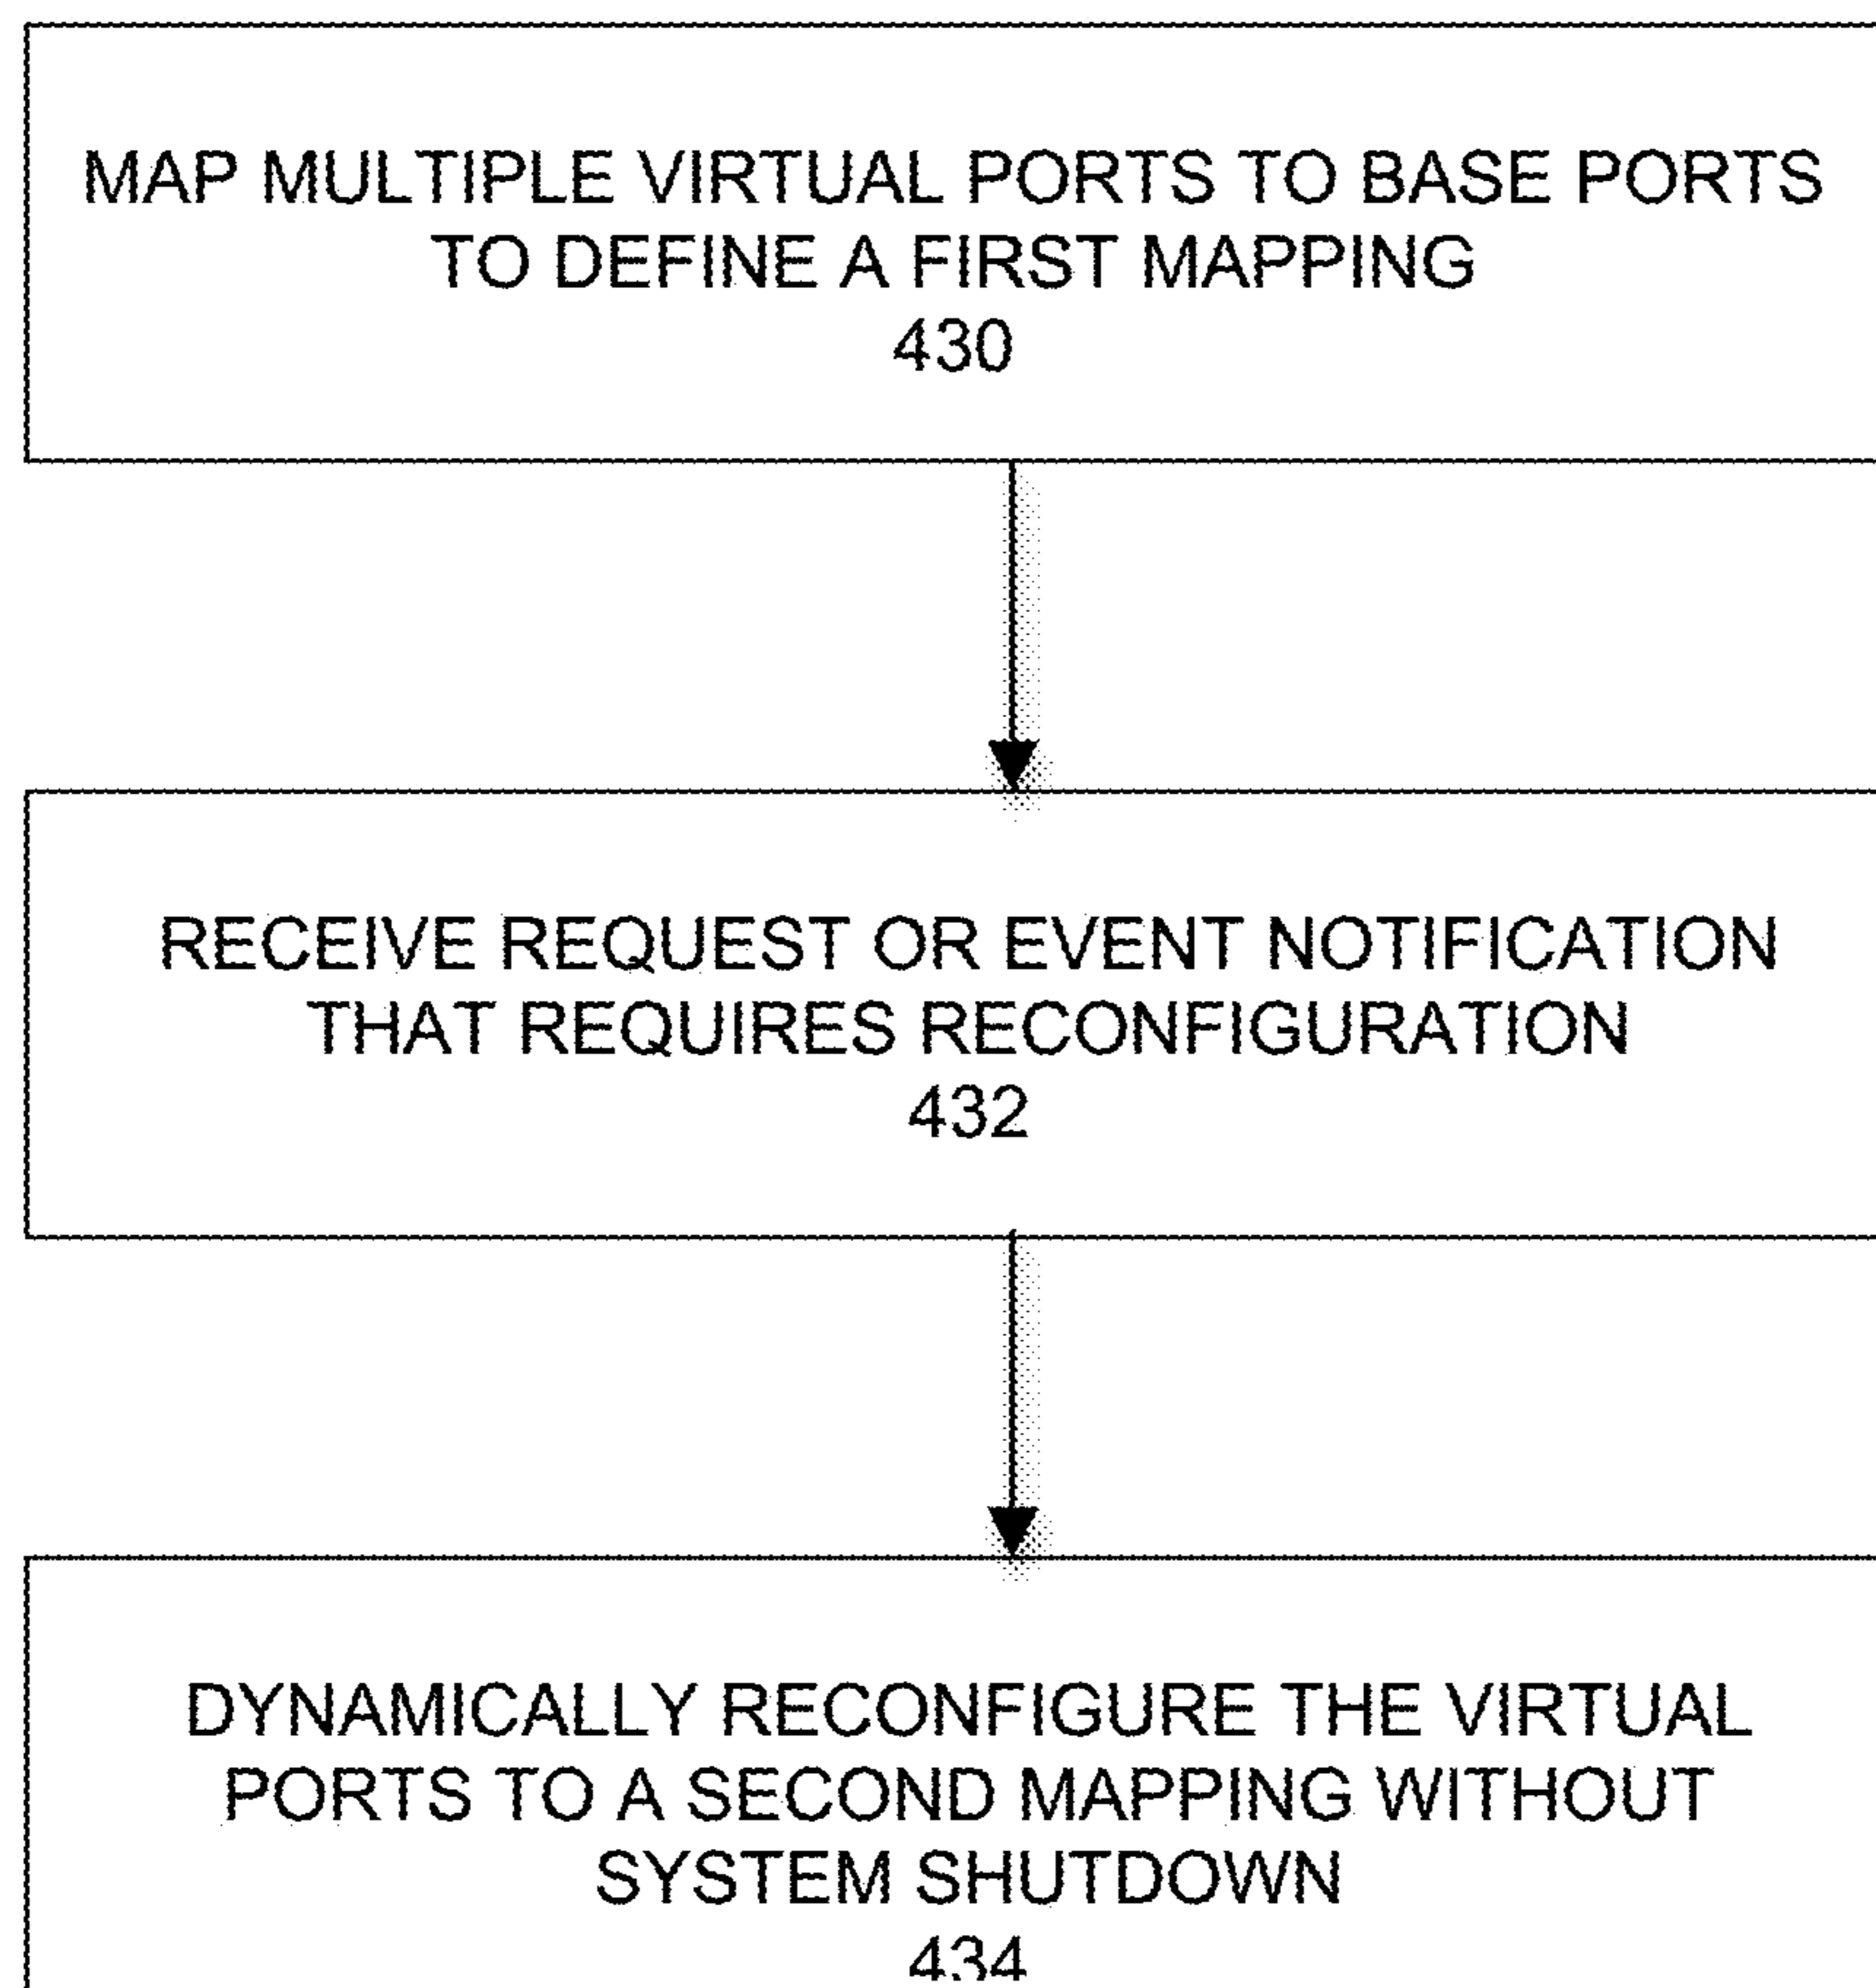 MAP MULTIPLE VIRTUAL PORTS TO BASE PORTS
TO DEFINE A FIRST MAPPING
430
RECEIVE REQUEST OR EVENT NOTIFICATION
THAT REQUIRES RECONFIGURATION
432
DYNAMICALLY RECONFIGURE THE VIRTUAL
PORTS TO A SECOND MAPPING WITHOUT
SYSTEM SHUTDOWN
434